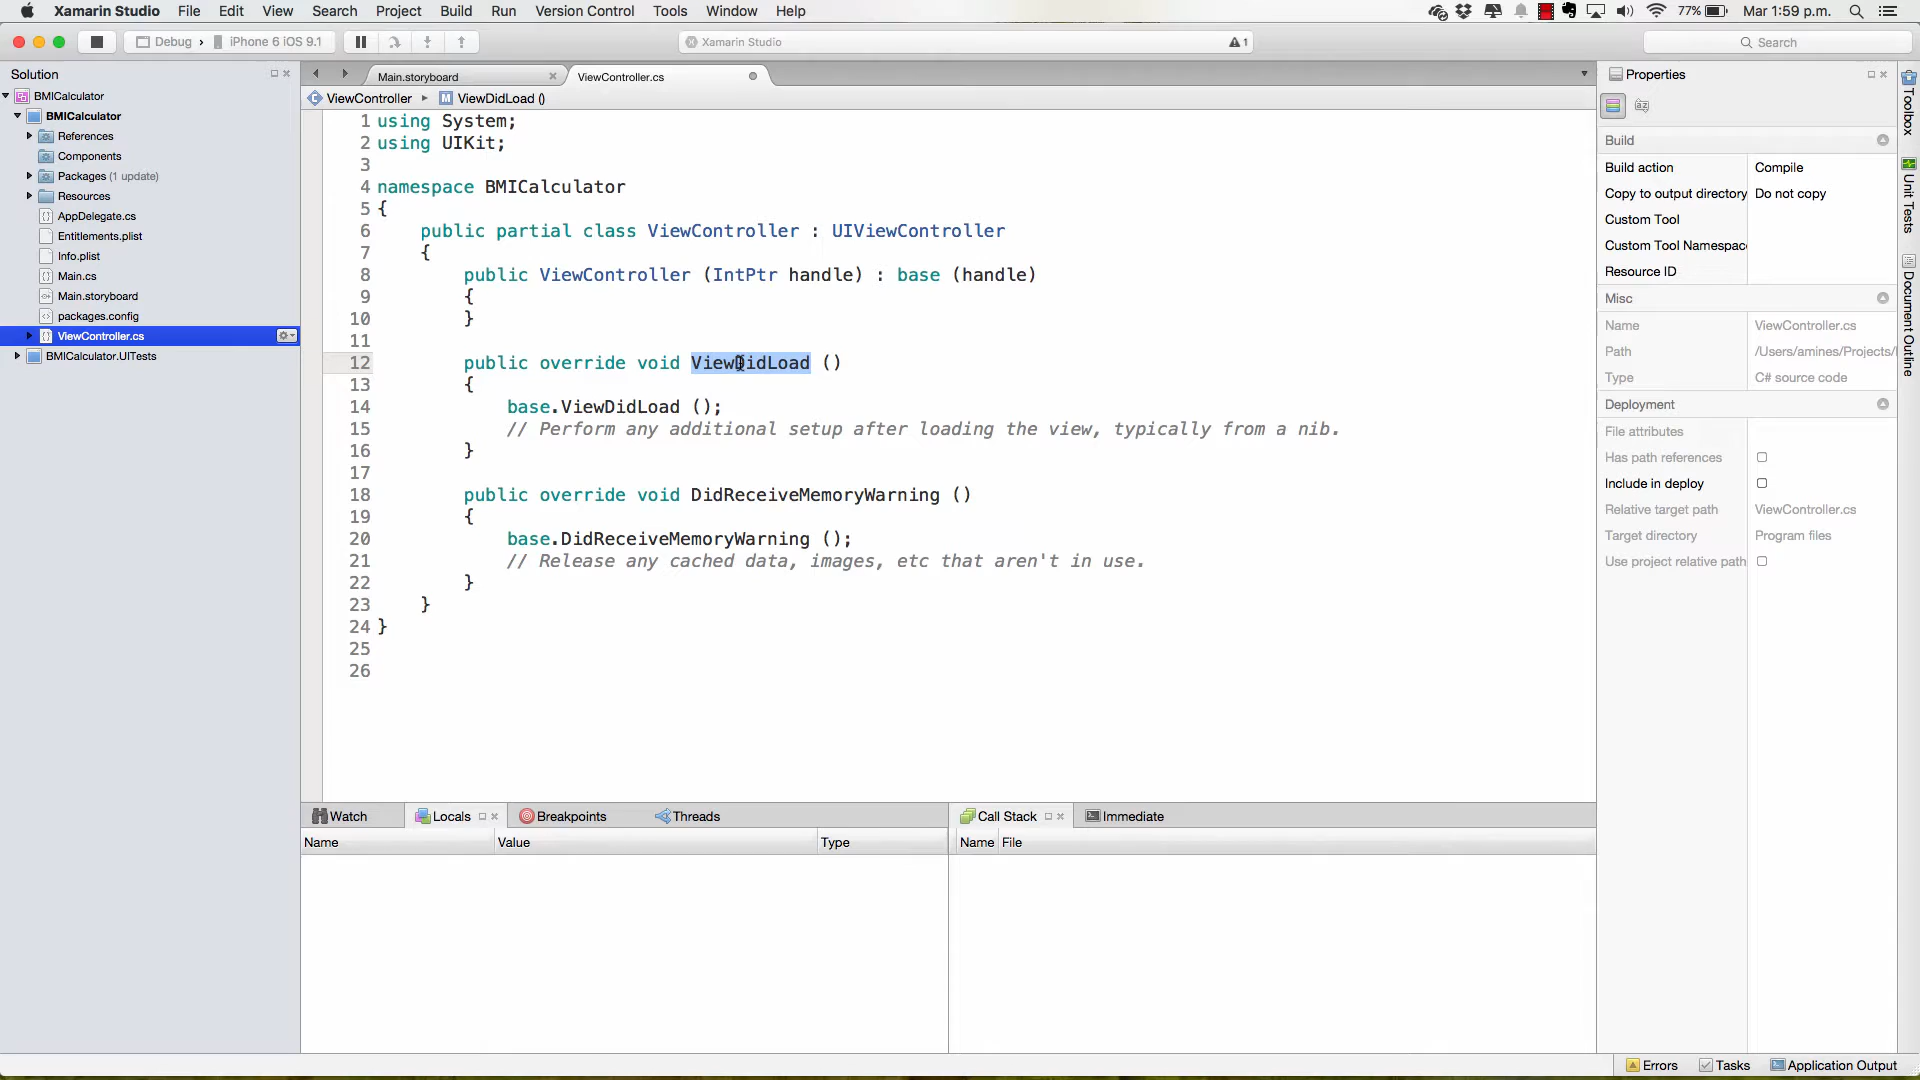 Xamarin Studio File Edit View Search Project Build Run Version Control Tools Window Help 77% Mar 1:59 p.m.
Debug iPhone 6 iOS 9.1 Xamarin Studio 1 Search
Solution
BMICalculator
BMICalculator
References
Components
Packages (1 update)
Resources
AppDelegate.cs
Entitlements.plist
Info.plist
Main.cs
Main.storyboard
packages.config
ViewController.cs
BMICalculator.UITests
Main.storyboard ViewController.cs
ViewController ViewDidLoad ()
1 using System;
2 using UIKit;
3
4 namespace BMICalculator
5 {
6 public partial class ViewController : UIViewController
7 {
8 public ViewController (IntPtr handle) : base (handle)
9 {
10 }
11
12 public override void ViewDidLoad ()
13 {
14 base.ViewDidLoad ();
15 // Perform any additional setup after loading the view, typically from a nib.
16 }
17
18 public override void DidReceiveMemoryWarning ()
19 {
20 base.DidReceiveMemoryWarning ();
21 // Release any cached data, images, etc that aren't in use.
22 }
23 }
24 }
25
26
Watch Locals Breakpoints Threads
Name Value Type
Call Stack Immediate
Name File
Properties
Build
Build action Compile
Copy to output directory Do not copy
Custom Tool
Custom Tool Namespac
Resource ID
Misc
Name ViewController.cs
Path /Users/amines/Projects/
Type C# source code
Deployment
File attributes
Has path references
Include in deploy
Relative target path ViewController.cs
Target directory Program files
Use project relative path
Toolbox
Unit Tests
Document Outline
Errors Tasks Application Output